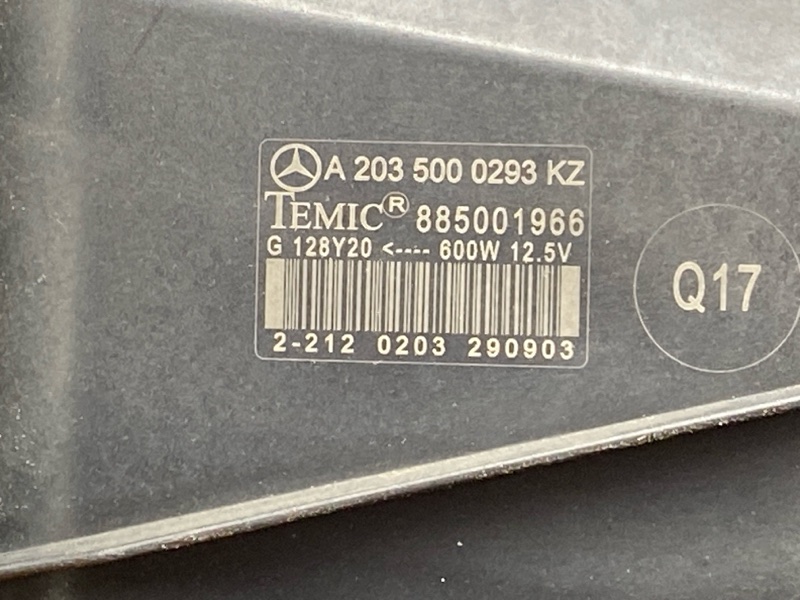 A 203 500 0293 KZ
TEMIC® 885001966
G 128Y20 <---- 600W 12.5V
2-212 0203 290903
Q17